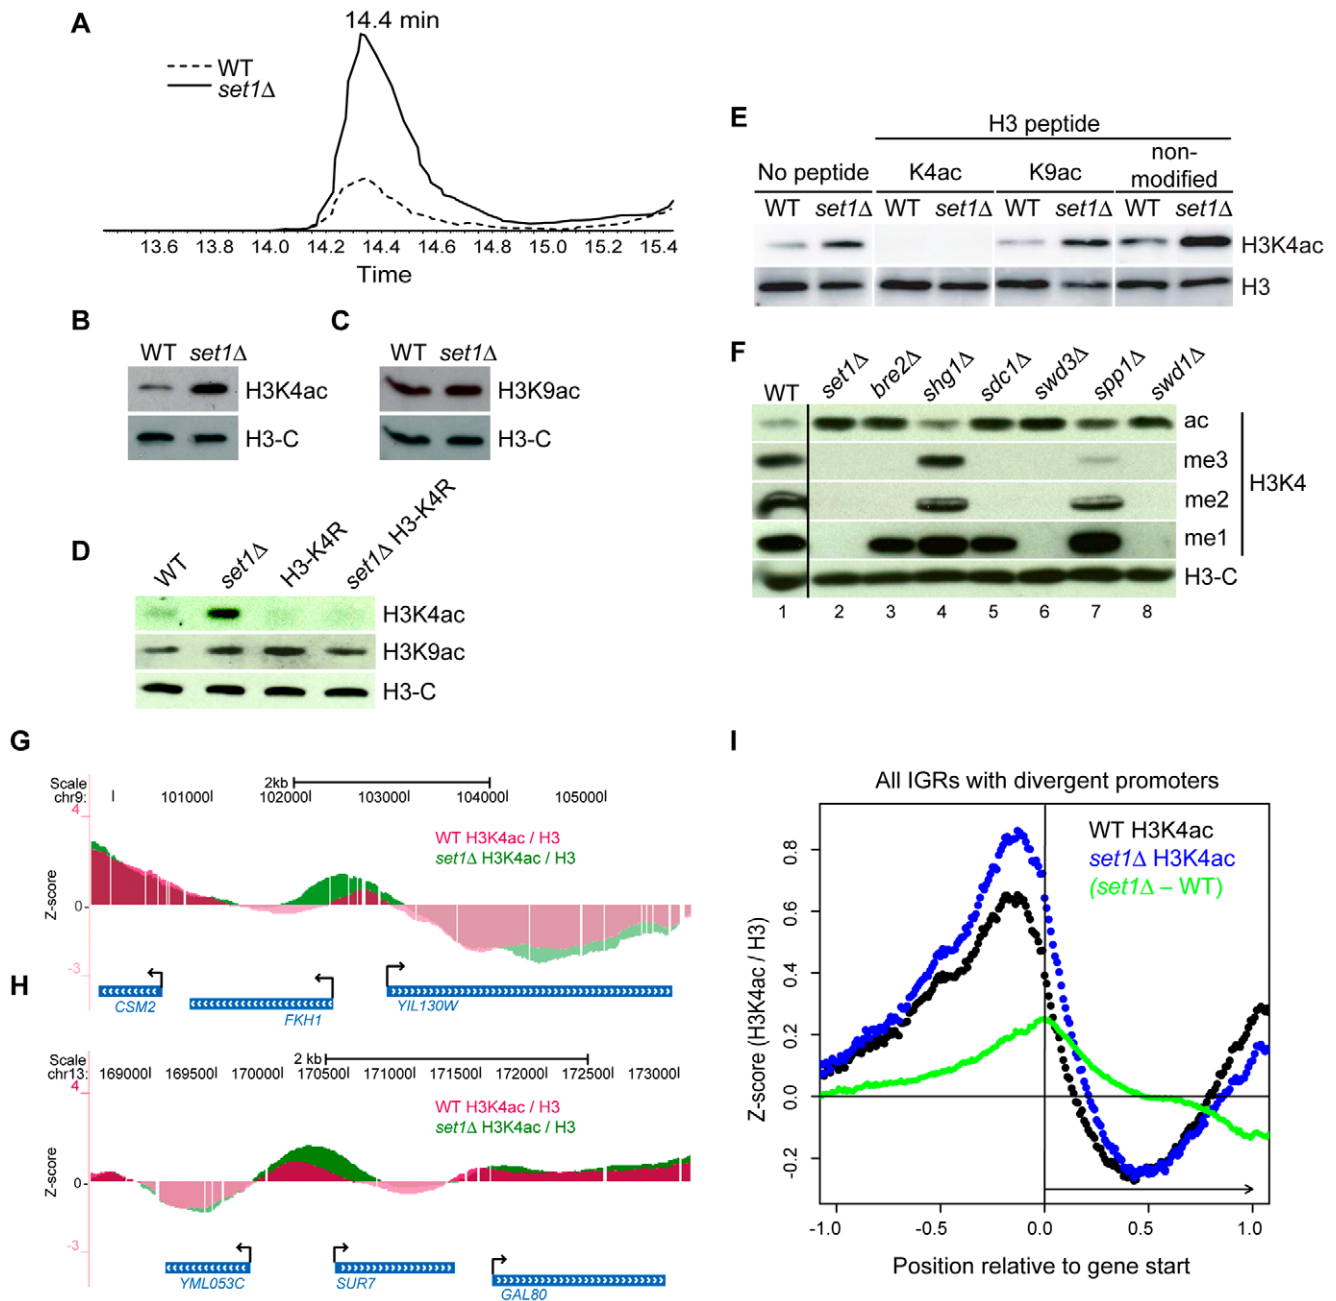 A
14.4 min
WT
set1Δ
13.6 13.8 14.0 14.2 14.4 14.6 14.8 15.0 15.2 15.4
Time
B
WT set1Δ
H3K4ac
H3-C
C
WT set1Δ
H3K9ac
H3-C
D
WT set1Δ H3-K4R set1Δ H3-K4R
H3K4ac
H3K9ac
H3-C
E
H3 peptide
No peptide K4ac K9ac non-modified
WT set1Δ WT set1Δ WT set1Δ WT set1Δ
H3K4ac
H3
F
WT set1Δ bre2Δ shg1Δ sdc1Δ swd3Δ spp1Δ swd1Δ
ac
me3
me2
me1
H3K4
H3-C
1 2 3 4 5 6 7 8
G
Scale 2kb
chr9: 101000 102000 103000 104000 105000
4
WT H3K4ac / H3
set1Δ H3K4ac / H3
Z-score
0
-3
CSM2 FKH1 YIL130W
H
Scale 2 kb
chr13: 169000 169500 170000 170500 171000 171500 172000 172500 173000
4
WT H3K4ac / H3
set1Δ H3K4ac / H3
Z-score
0
-3
YML053C SUR7 GAL80
I
All IGRs with divergent promoters
WT H3K4ac
set1Δ H3K4ac
(set1Δ – WT)
Z-score (H3K4ac / H3)
0.8
0.6
0.4
0.2
0.0
-0.2
-1.0 -0.5 0.0 0.5 1.0
Position relative to gene start